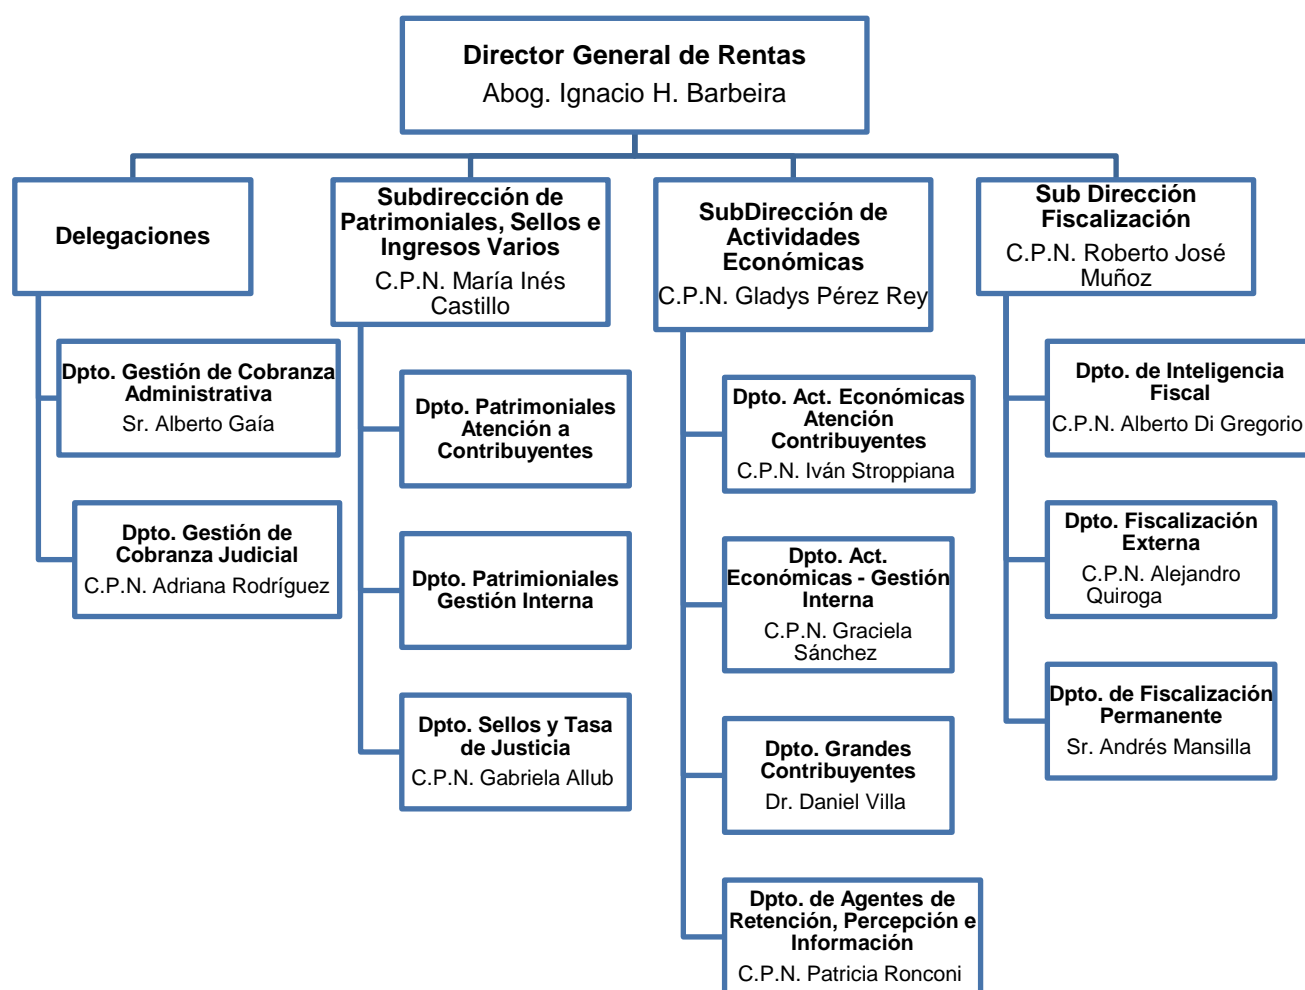 Director General de Rentas
Abog. Ignacio H. Barbeira
Delegaciones
Dpto. Gestión de Cobranza
Administrativa
Sr. Alberto Gaía
Dpto. Gestión de
Cobranza Judicial
C.P.N. Adriana Rodríguez
Subdirección de
Patrimoniales, Sellos e
Ingresos Varios
C.P.N. María Inés
Castillo
Dpto. Patrimoniales
Atención a
Contribuyentes
Dpto. Patrimioniales
Gestión Interna
Dpto. Sellos y Tasa
de Justicia
C.P.N. Gabriela Allub
SubDirección de
Actividades
Económicas
C.P.N. Gladys Pérez Rey
Dpto. Act. Económicas
Atención
Contribuyentes
C.P.N. Iván Stroppiana
Dpto. Act.
Económicas - Gestión
Interna
C.P.N. Graciela
Sánchez
Dpto. Grandes
Contribuyentes
Dr. Daniel Villa
Dpto. de Agentes de
Retención, Percepción e
Información
C.P.N. Patricia Ronconi
Sub Dirección
Fiscalización
C.P.N. Roberto José
Muñoz
Dpto. de Inteligencia
Fiscal
C.P.N. Alberto Di Gregorio
Dpto. Fiscalización
Externa
C.P.N. Alejandro
Quiroga
Dpto. de Fiscalización
Permanente
Sr. Andrés Mansilla